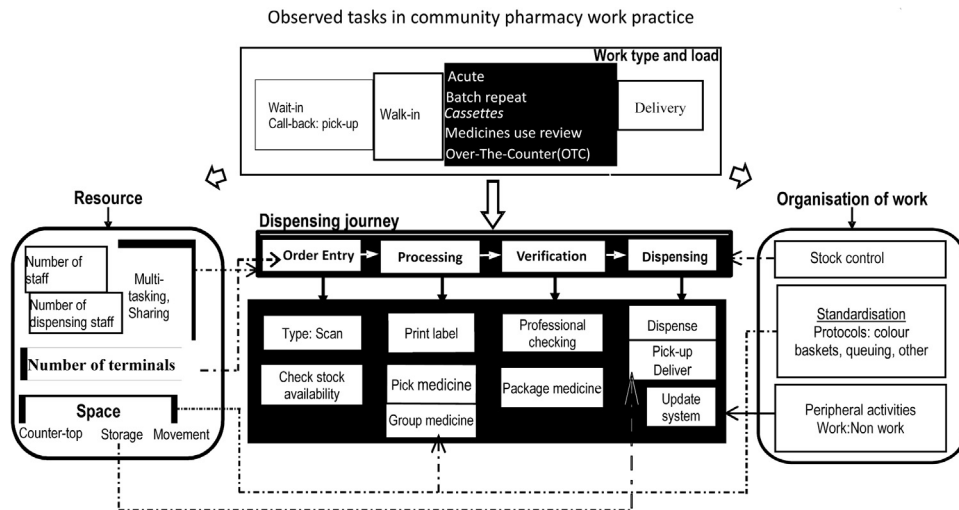 Observed tasks in community pharmacy work practice
Work type and load
Wait-in
Call-back: pick-up
Walk-in
Acute
Batch repeat
Cassettes
Medicines use review
Over-The-Counter(OTC)
Delivery
Resource
Number of
staff
Number of
dispensing staff
Multi-
tasking,
Sharing
Number of terminals
Space
Counter-top Storage Movement
Dispensing journey
Order Entry
Processing
Verification
Dispensing
Type: Scan
Check stock
availability
Print label
Pick medicine
Group medicine
Professional
checking
Package medicine
Dispense
Pick-up
Deliver
Update
system
Organisation of work
Stock control
Standardisation
Protocols: colour
baskets, queuing, other
Peripheral activities
Work:Non work